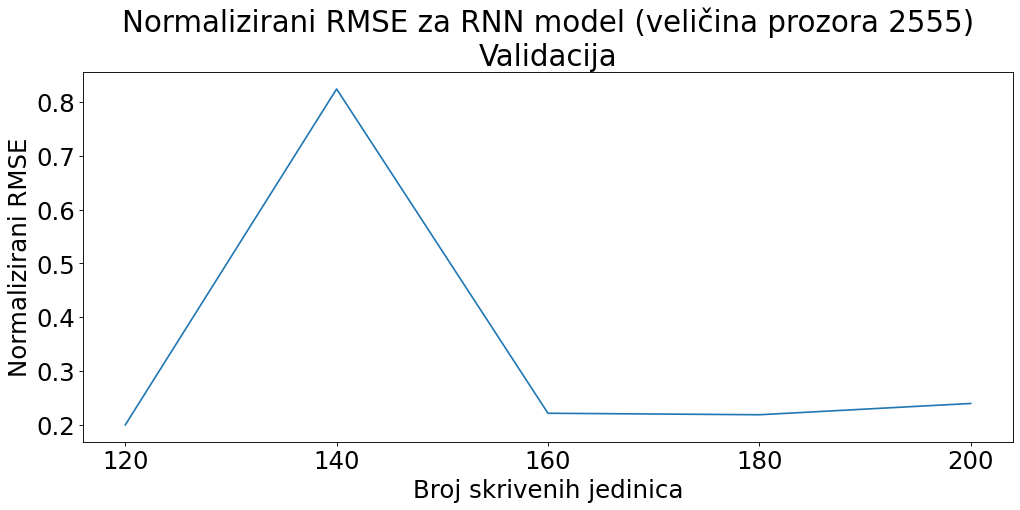 Normalizirani RMSE za RNN model (veličina prozora 2555)
Validacija
Normalizirani RMSE
0.8
0.7
0.6
0.5
0.4
0.3
0.2
120 140 160 180 200
Broj skrivenih jedinica